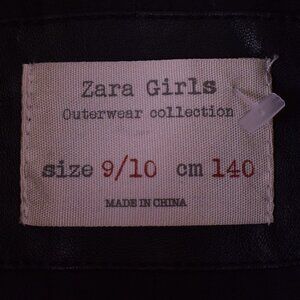 Zara Girls
Outerwear collection
size 9/10 cm 140
MADE IN CHINA